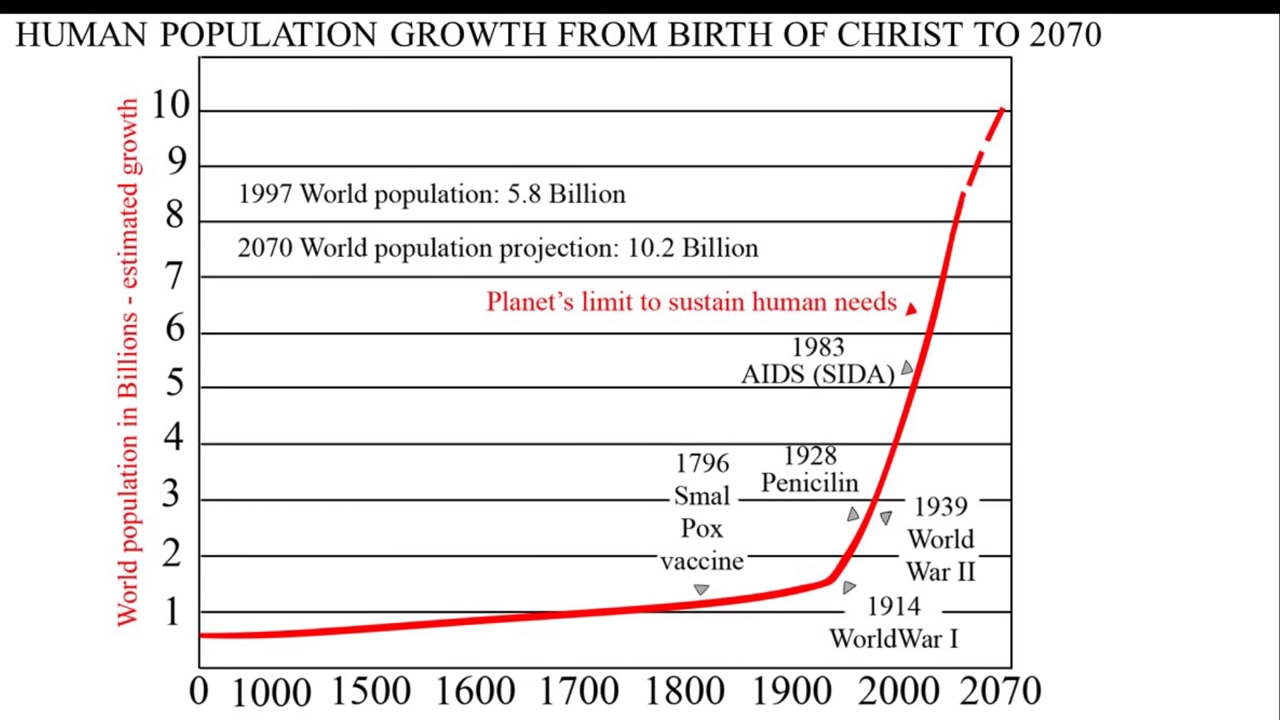 HUMAN POPULATION GROWTH FROM BIRTH OF CHRIST TO 2070
World population in Billions - estimated growth
10
9
1997 World population: 5.8 Billion
8
2070 World population projection: 10.2 Billion
7
Planet's limit to sustain human needs
6
1983
AIDS (SIDA)
5
4
1796
Smal
Pox
vaccine
1928
Penicilin
3
1939
World
War II
2
1914
WorldWar I
1
0 1000 1500 1600 1700 1800 1900 2000 2070